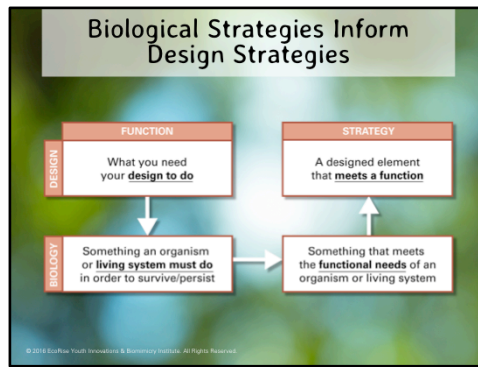 Biological Strategies Inform
Design Strategies
FUNCTION
DESIGN
What you need
your design to do
STRATEGY
A designed element
that meets a function
BIOLOGY
Something an organism
or living system must do
in order to survive/persist
Something that meets
the functional needs of an
organism or living system
© 2016 EcoRise Youth Innovations & Biomimicry Institute. All Rights Reserved.